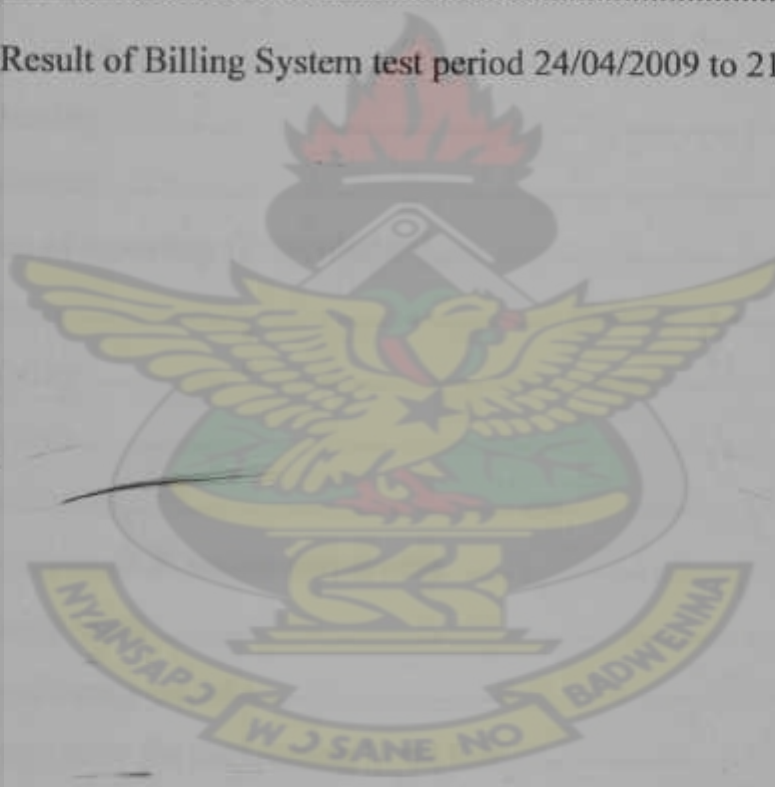 Result of Billing System test period 24/04/2009 to 21
NYANSAPƆ
WƆSANE NO
BADWENMA